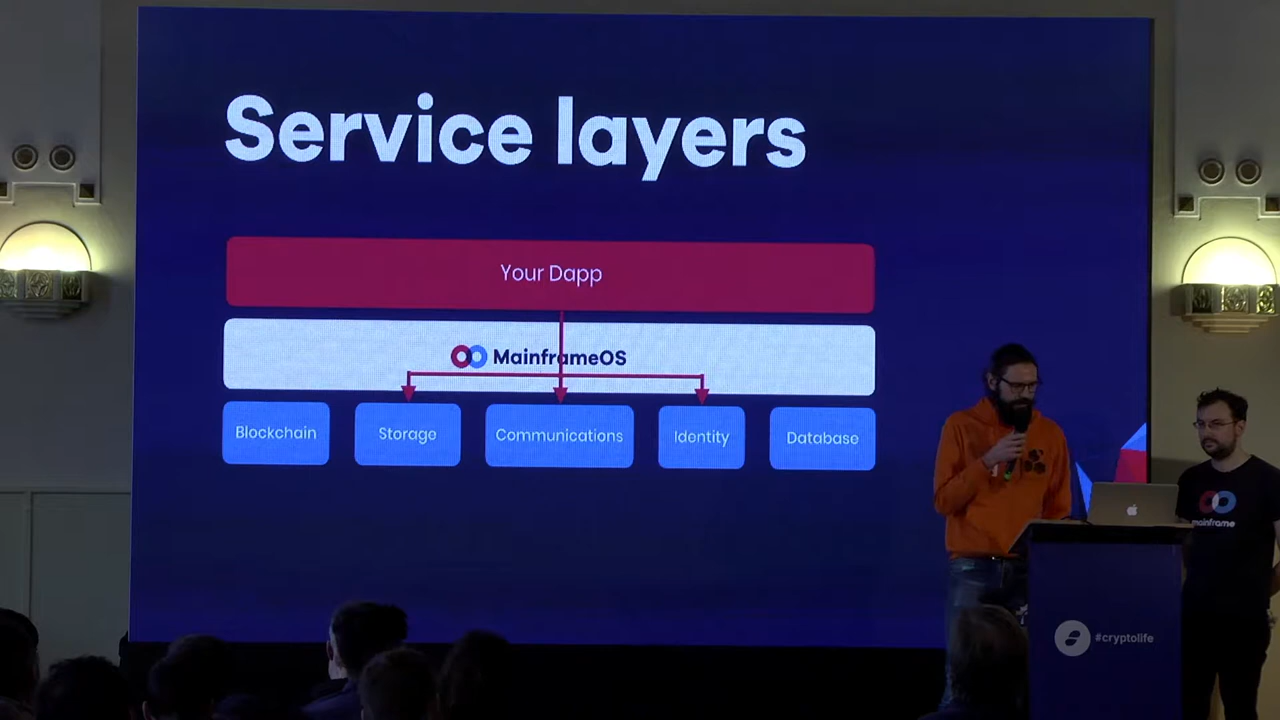 Service layers
Your Dapp
MainframeOS
Blockchain
Storage
Communications
Identity
Database
mainframe
#cryptolife